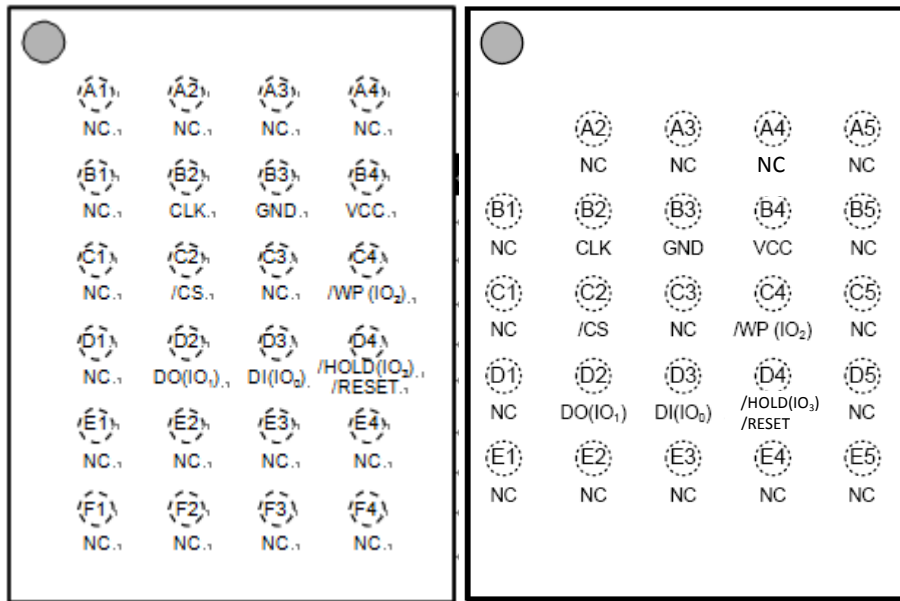 A1 A2 A3 A4
NC NC NC NC
B1 B2 B3 B4
NC CLK GND VCC
C1 C2 C3 C4
NC /CS NC /WP (IO2)
D1 D2 D3 D4
NC DO(IO1) DI(IO0) /HOLD(IO3)
/RESET
E1 E2 E3 E4
NC NC NC NC
F1 F2 F3 F4
NC NC NC NC
A2 A3 A4 A5
NC NC NC NC
B1 B2 B3 B4 B5
NC CLK GND VCC NC
C1 C2 C3 C4 C5
NC /CS NC /WP (IO2) NC
D1 D2 D3 D4 D5
NC DO(IO1) DI(IO0) /HOLD(IO3) NC
/RESET
E1 E2 E3 E4 E5
NC NC NC NC NC